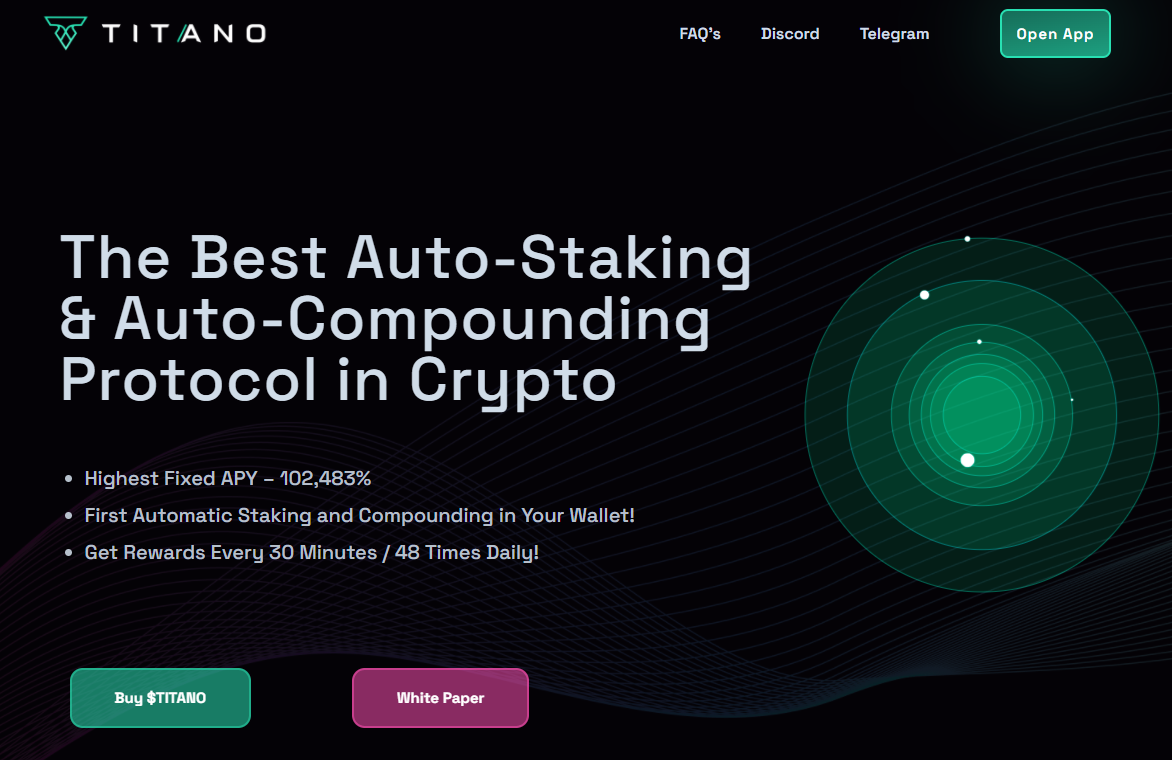 TITANO
FAQ's
Discord
Telegram
Open App
The Best Auto-Staking
& Auto-Compounding
Protocol in Crypto
Highest Fixed APY – 102,483%
First Automatic Staking and Compounding in Your Wallet!
Get Rewards Every 30 Minutes / 48 Times Daily!
Buy $TITANO
White Paper